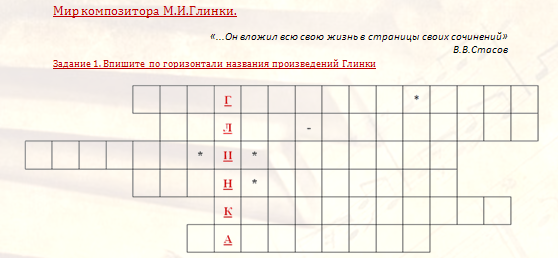 Мир композитора М.И.Глинки.
«...Он вложил всю свою жизнь в страницы своих сочинений»
В.В.Стасов
Задание 1. Впишите по горизонтали названия произведений Глинки
Г *
Л -
* И *
Н *
К
А